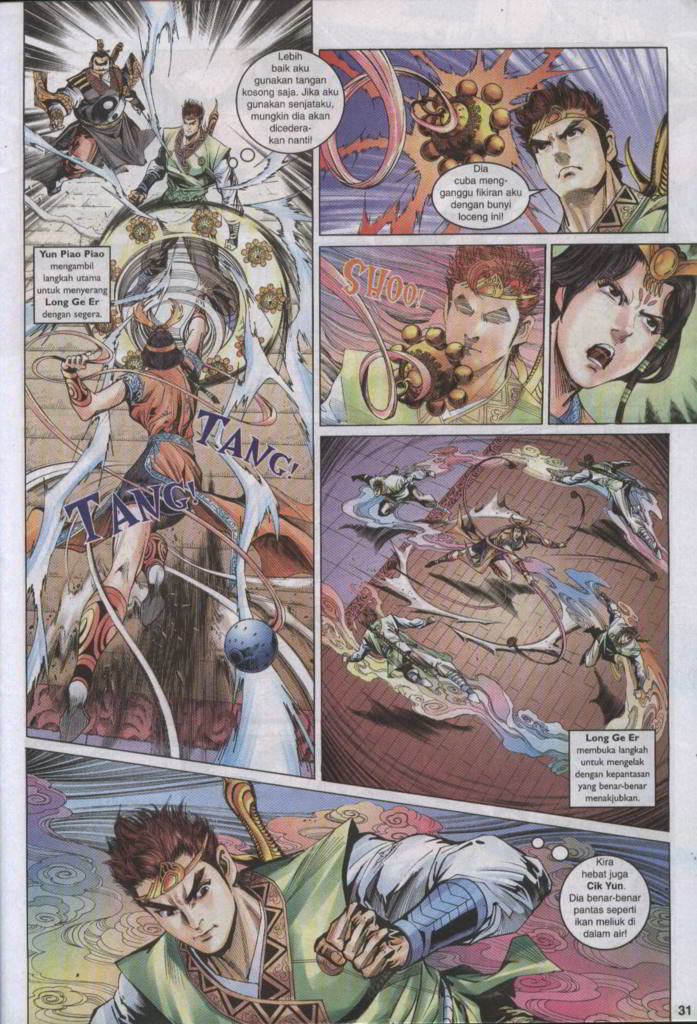 Lebih
baik aku
gunakan tangan
kosong saja. Jika aku
gunakan senjataku,
mungkin dia akan
dicedera-
kan nanti!
Dia
cuba meng-
ganggu fikiran aku
dengan bunyi
loceng ini!
Yun Piao Piao
mengambil
langkah utama
untuk menyerang
Long Ge Er
dengan segera.
SHOO!
TANG!
TANG!
Long Ge Er
membuka langkah
untuk mengelak
dengan kepantasan
yang benar-benar
menakjubkan.
Kira
hebat juga
Cik Yun.
Dia benar-benar
pantas seperti
ikan meliuk di
dalam air!
31